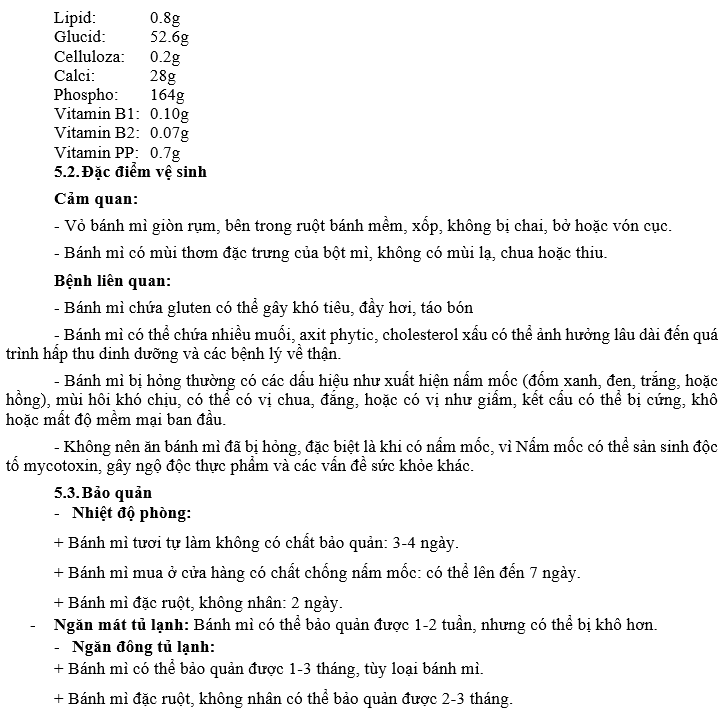 Lipid: 0.8g
Glucid: 52.6g
Celluloza: 0.2g
Calci: 28g
Phospho: 164g
Vitamin B1: 0.10g
Vitamin B2: 0.07g
Vitamin PP: 0.7g
5.2. Đặc điểm vệ sinh
Cảm quan:
- Vỏ bánh mì giòn rụm, bên trong ruột bánh mềm, xốp, không bị chai, bở hoặc vón cục.
- Bánh mì có mùi thơm đặc trưng của bột mì, không có mùi lạ, chua hoặc thiu.
Bệnh liên quan:
- Bánh mì chứa gluten có thể gây khó tiêu, đầy hơi, táo bón
- Bánh mì có thể chứa nhiều muối, axit phytic, cholesterol xấu có thể ảnh hưởng lâu dài đến quá
trình hấp thu dinh dưỡng và các bệnh lý về thận.
- Bánh mì bị hỏng thường có các dấu hiệu như xuất hiện nấm mốc (đốm xanh, đen, trắng, hoặc
hồng), mùi hôi khó chịu, có thể có vị chua, đắng, hoặc có vị như giấm, kết cấu có thể bị cứng, khô
hoặc mất độ mềm mại ban đầu.
- Không nên ăn bánh mì đã bị hỏng, đặc biệt là khi có nấm mốc, vì Nấm mốc có thể sản sinh độc
tố mycotoxin, gây ngộ độc thực phẩm và các vấn đề sức khỏe khác.
5.3. Bảo quản
- Nhiệt độ phòng:
+ Bánh mì tươi tự làm không có chất bảo quản: 3-4 ngày.
+ Bánh mì mua ở cửa hàng có chất chống nấm mốc: có thể lên đến 7 ngày.
+ Bánh mì đặc ruột, không nhân: 2 ngày.
- Ngăn mát tủ lạnh: Bánh mì có thể bảo quản được 1-2 tuần, nhưng có thể bị khô hơn.
- Ngăn đông tủ lạnh:
+ Bánh mì có thể bảo quản được 1-3 tháng, tùy loại bánh mì.
+ Bánh mì đặc ruột, không nhân có thể bảo quản được 2-3 tháng.